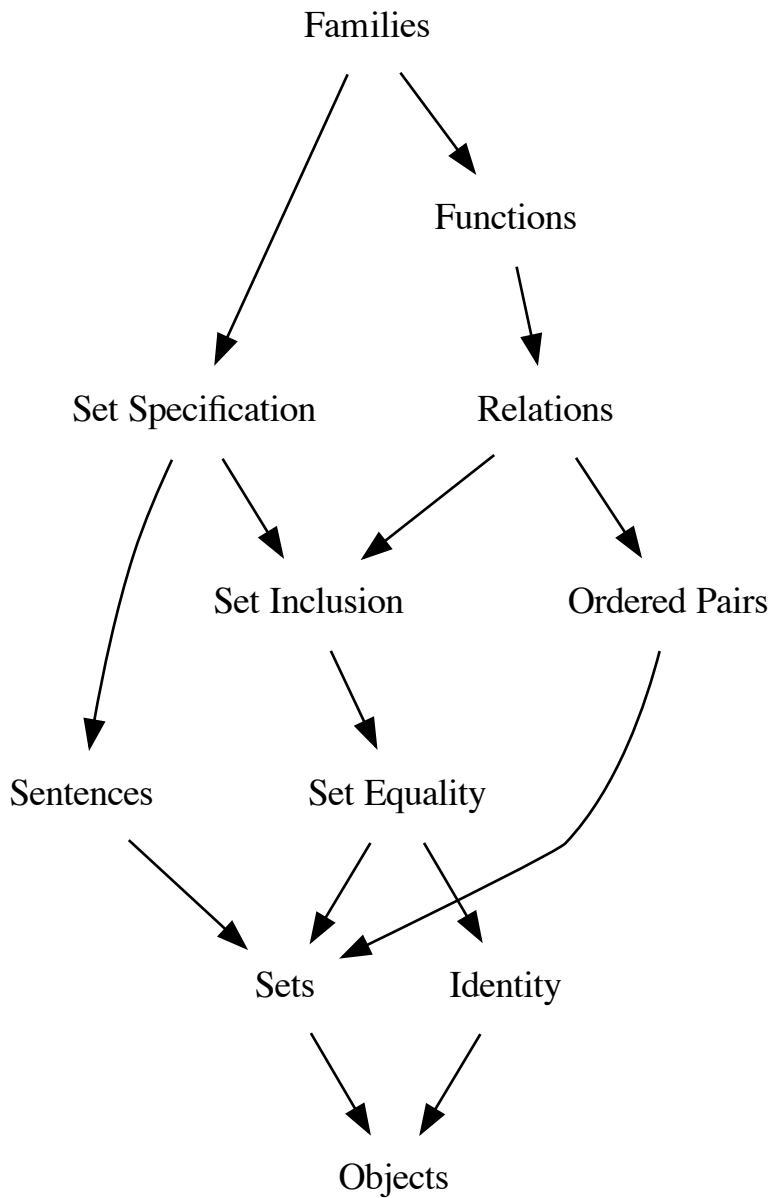 Families
Functions
Set Specification
Relations
Set Inclusion
Ordered Pairs
Sentences
Set Equality
Sets
Identity
Objects